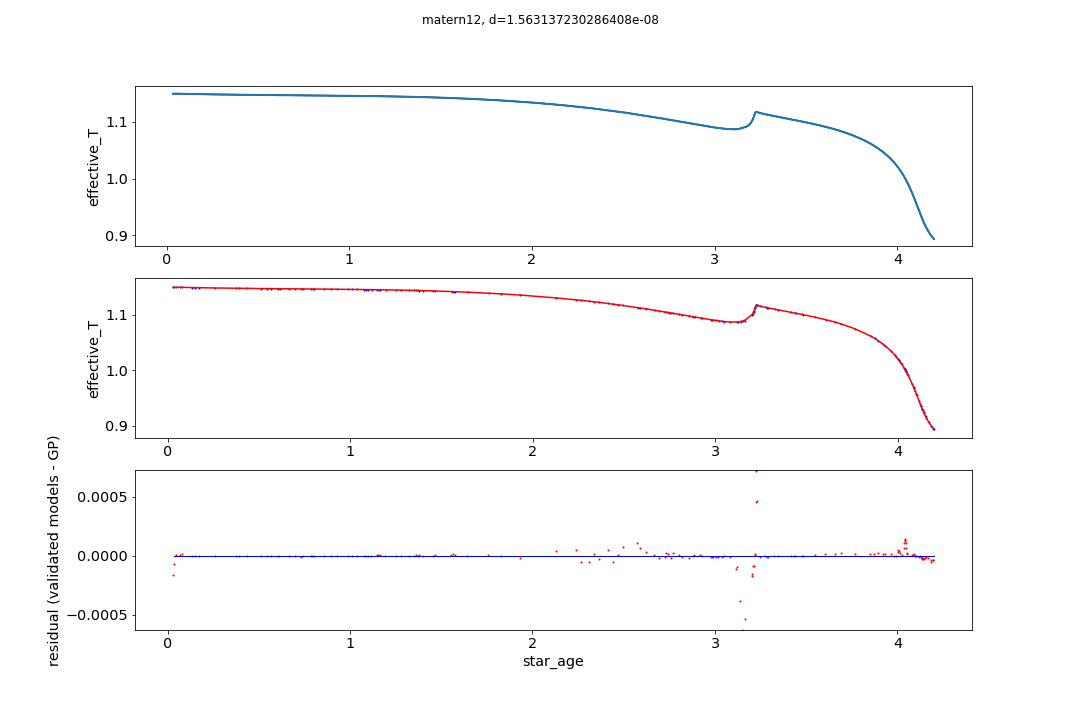 matern12, d=1.563137230286408e-08
effective_T
1.1
1.0
0.9
0 1 2 3 4
effective_T
1.1
1.0
0.9
0 1 2 3 4
residual (validated models - GP)
0.0005
0.0000
−0.0005
0 1 2 3 4
star_age